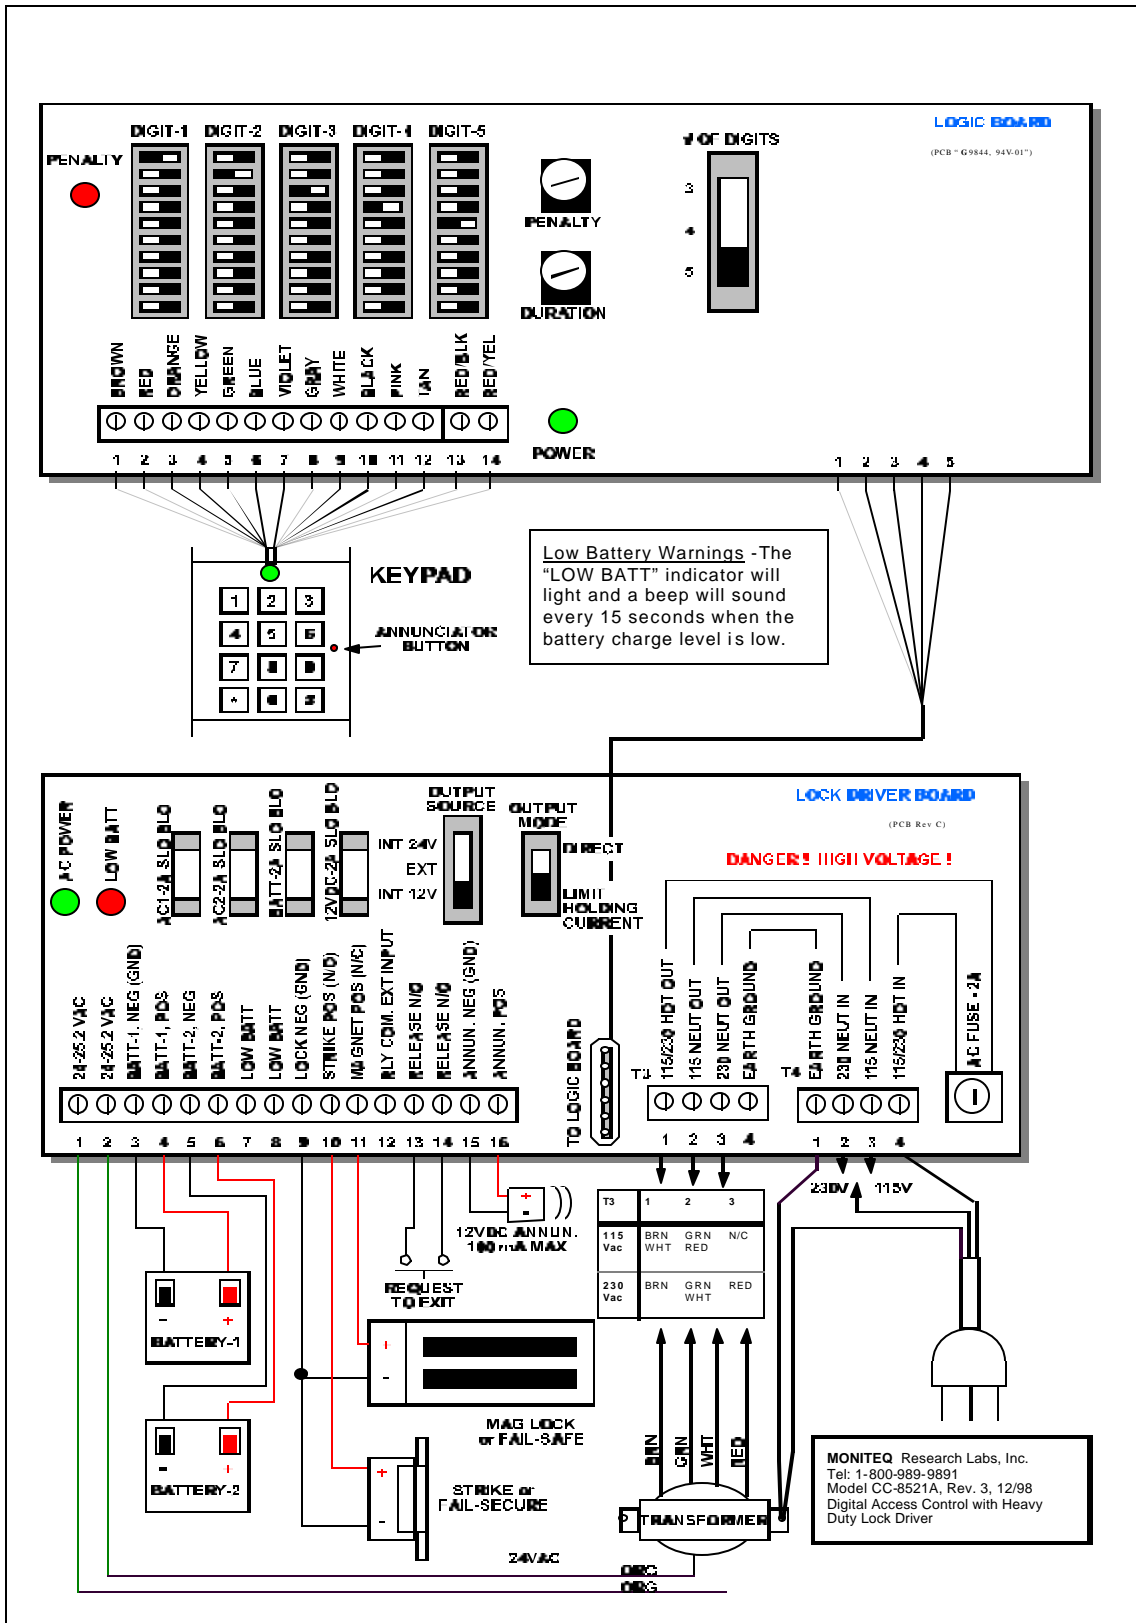 DIGIT-1 DIGIT-2 DIGIT-3 DIGIT-4 DIGIT-5
# OF DIGITS
LOGIC BOARD
(PCB " G9844, 94V-01")
PENALTY
3
4
5
PENALTY
DURATION
BROWN
RED
ORANGE
YELLOW
GREEN
BLUE
VIOLET
GRAY
WHITE
BLACK
PINK
TAN
RED/BLK
RED/YEL
POWER
1 2 3 4 5 6 7 8 9 10 11 12 13 14
1 2 3 4 5
KEYPAD
1 2 3
4 5 6
7 8 9
*
ANNUNCIATOR
BUTTON
Low Battery Warnings -The
“LOW BATT” indicator will
light and a beep will sound
every 15 seconds when the
battery charge level is low.
AC POWER
LOW BATT
AC1-2A SLO BLO
AC2-2A SLO BLO
BATT-2A SLO BLO
12VDC-2A SLO BLO
OUTPUT
SOURCE
INT 24V
EXT
INT 12V
OUTPUT
MODE
DIRECT
LIMIT
HOLDING
CURRENT
LOCK DRIVER BOARD
(PCB Rev C)
DANGER!! HIGH VOLTAGE !
24-25.2 VAC
24-25.2 VAC
BATT-1, NEG (GND)
BATT-1, POS
BATT-2, NEG
BATT-2, POS
LOW BATT
LOW BATT
LOCK NEG (GND)
STRIKE POS (N/O)
MAGNET POS (N/C)
RLY COM. EXT INPUT
RELEASE N/O
RELEASE N/O
ANNUN. NEG (GND)
ANNUN. POS
TO LOGIC BOARD
T3
115/230 HOT OUT
115 NEUT OUT
230 NEUT OUT
EARTH GROUND
T4
EARTH GROUND
230 NEUT IN
115 NEUT IN
115/230 HOT IN
AC FUSE - 2A
1 2 3 4 5 6 7 8 9 10 11 12 13 14 15 16
1 2 3 4
1 2 3 4
230V 115V
12VDC ANNUN.
100 mA MAX
+
-
REQUEST
TO EXIT
T3 1 2 3
115 Vac BRN WHT GRN RED N/C
230 Vac BRN GRN WHT RED
- +
BATTERY-1
- +
BATTERY-2
+
-
MAG LOCK
or FAIL-SAFE
+
-
STRIKE or
FAIL-SECURE
BRN
GRN
WHT
RED
TRANSFORMER
24VAC
ORG
ORG
MONITEQ Research Labs, Inc.
Tel: 1-800-989-9891
Model CC-8521A, Rev. 3, 12/98
Digital Access Control with Heavy
Duty Lock Driver